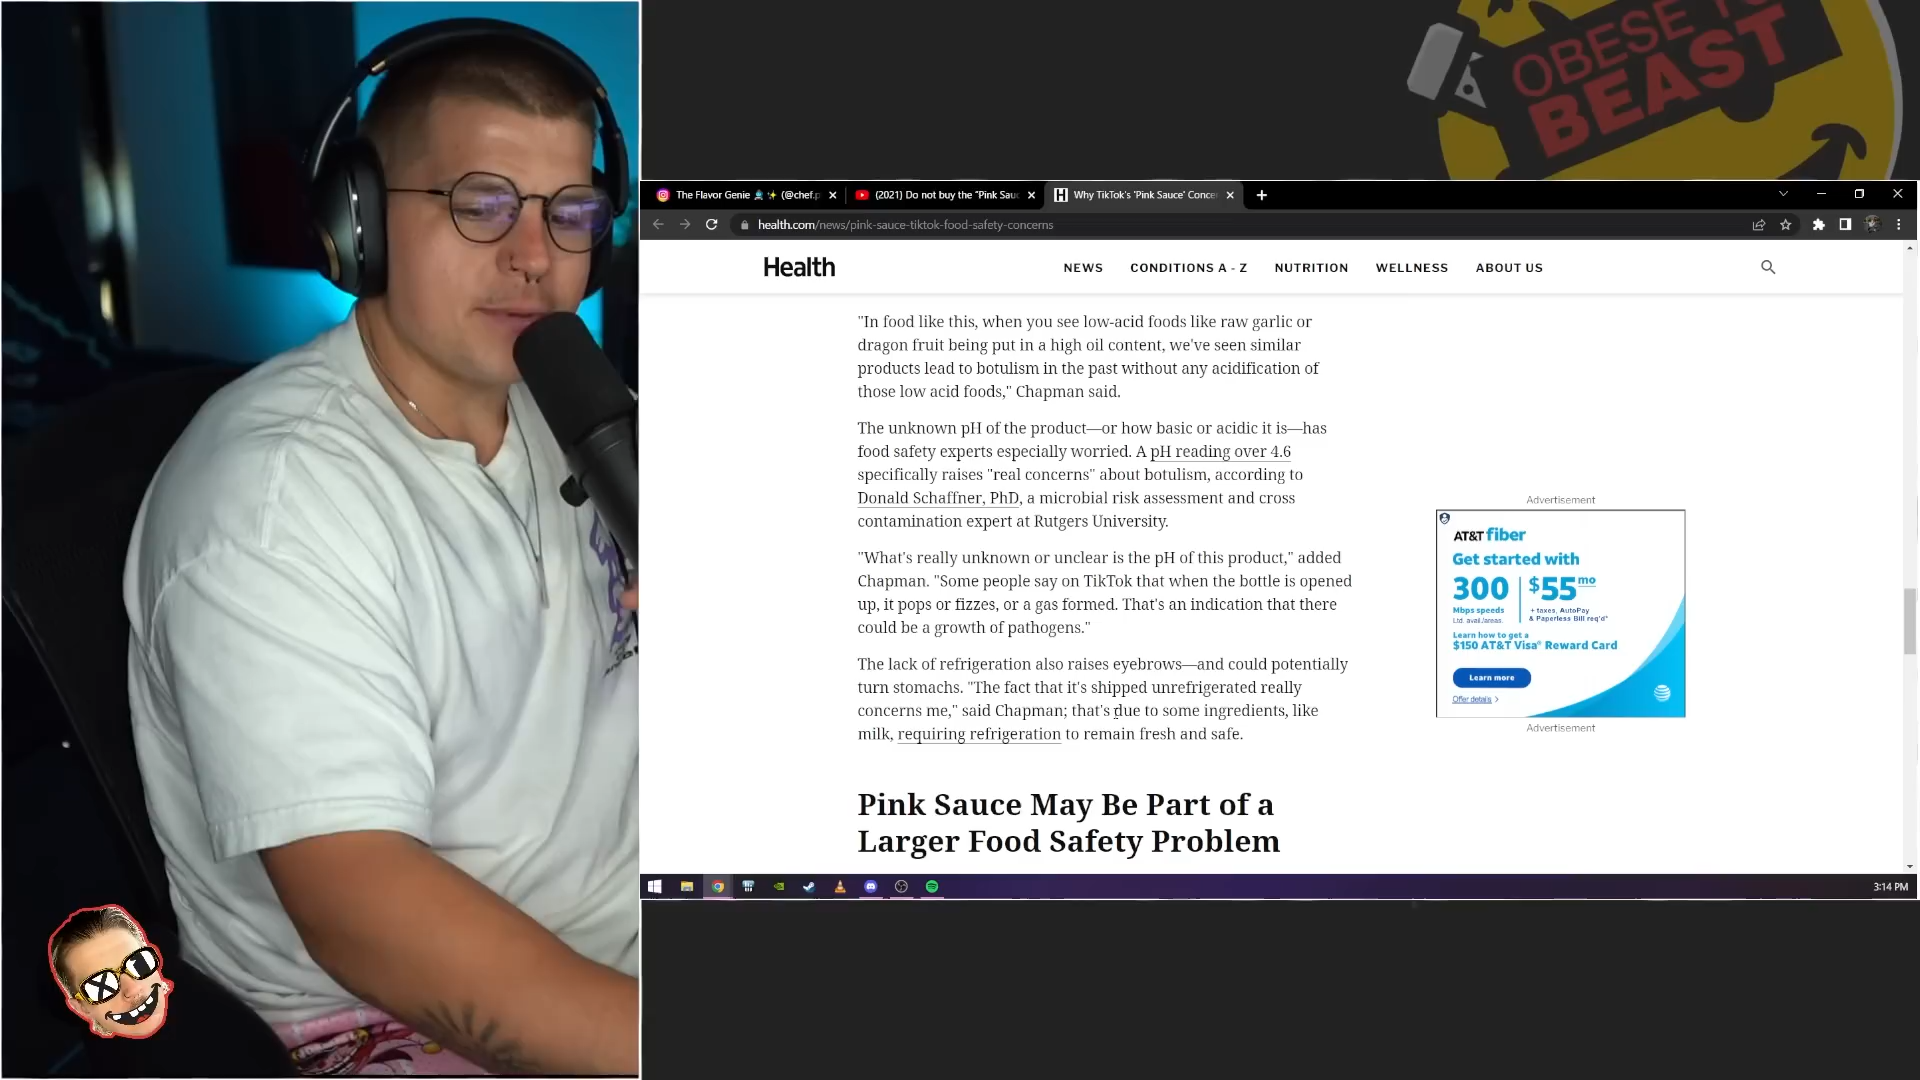 OBESE TO
BEAST
The Flavor Genie
(@chef.p
(2021) Do not buy the "Pink Sauc
Why TikTok's 'Pink Sauce' Concer
health.com/news/pink-sauce-tiktok-food-safety-concerns
Health
NEWS
CONDITIONS A - Z
NUTRITION
WELLNESS
ABOUT US
"In food like this, when you see low-acid foods like raw garlic or
dragon fruit being put in a high oil content, we've seen similar
products lead to botulism in the past without any acidification of
those low acid foods," Chapman said.
The unknown pH of the product—or how basic or acidic it is—has
food safety experts especially worried. A pH reading over 4.6
specifically raises "real concerns" about botulism, according to
Donald Schaffner, PhD, a microbial risk assessment and cross
contamination expert at Rutgers University.
"What's really unknown or unclear is the pH of this product," added
Chapman. "Some people say on TikTok that when the bottle is opened
up, it pops or fizzes, or a gas formed. That's an indication that there
could be a growth of pathogens."
The lack of refrigeration also raises eyebrows—and could potentially
turn stomachs. "The fact that it's shipped unrefrigerated really
concerns me," said Chapman; that's due to some ingredients, like
milk, requiring refrigeration to remain fresh and safe.
Pink Sauce May Be Part of a
Larger Food Safety Problem
Advertisement
AT&T fiber
Get started with
300
Mbps speeds
Ltd. avail./areas.
$55 mo
+ taxes, AutoPay
& Paperless Bill req'd*
Learn how to get a
$150 AT&T Visa® Reward Card
Learn more
Offer details >
Advertisement
3:14 PM